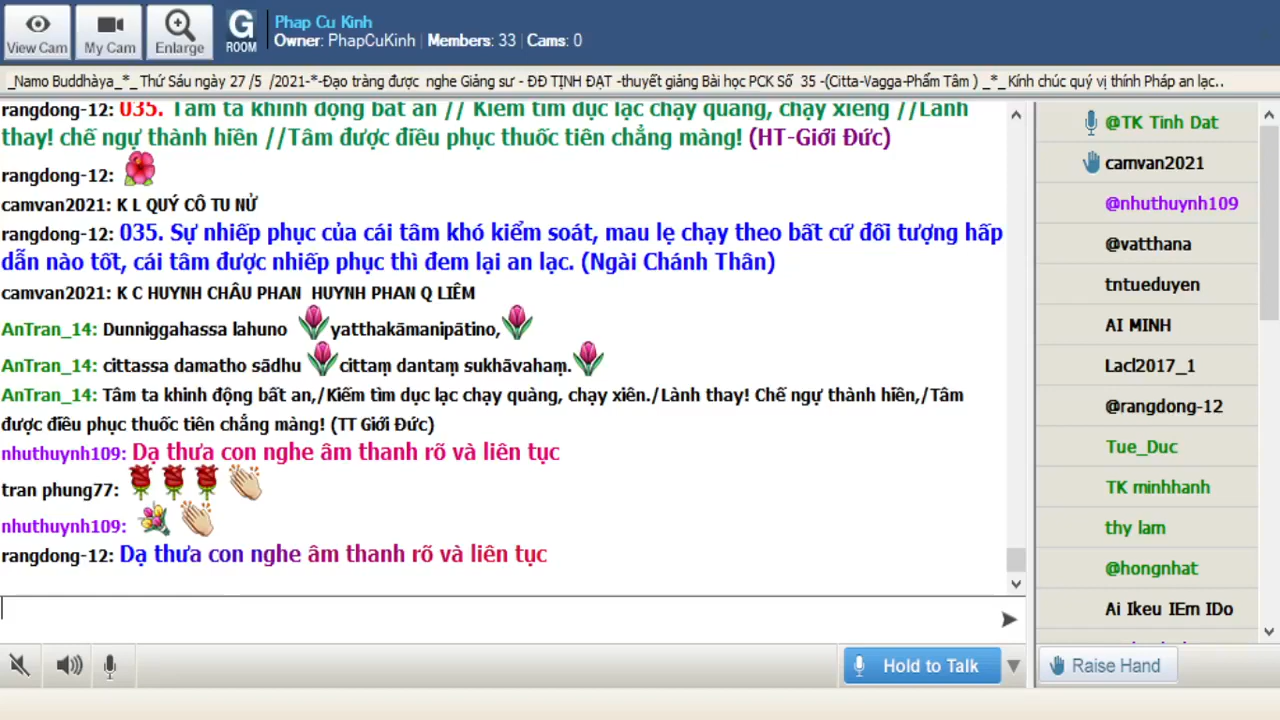 View Cam
My Cam
Enlarge
G
ROOM
Phap Cu Kinh
Owner: PhapCuKinh | Members: 33 | Cams: 0
_Namo Buddhàya_*_Thứ Sáu ngày 27 /5 /2021-*-Đạo tràng được nghe Giảng sư - ĐĐ TỊNH ĐẠT -thuyết giảng Bài học PCK Số 35 -(Citta-Vagga-Phẩm Tâm ) _*_Kính chúc quý vị thính Pháp an lạc..
rangdong-12: 035. Tâm ta khinh động bất an // Kiếm tìm dục lạc chạy quàng, chạy xiêng //Lành
thay! chế ngự thành hiền //Tâm được điều phục thuốc tiên chẳng màng! (HT-Giới Đức)
rangdong-12:
camvan2021: K L QUÝ CÔ TU NỬ
rangdong-12: 035. Sự nhiếp phục của cái tâm khó kiểm soát, mau lẹ chạy theo bất cứ đối tượng hấp
dẫn nào tốt, cái tâm được nhiếp phục thì đem lại an lạc. (Ngài Chánh Thân)
camvan2021: K C HUYNH CHÂU PHAN HUYNH PHAN Q LIÊM
AnTran_14: Dunniggahassa lahuno yatthakāmanipātino,
AnTran_14: cittassa damatho sādhu cittaṃ dantaṃ sukhāvahaṃ.
AnTran_14: Tâm ta khinh động bất an,/Kiếm tìm dục lạc chạy quàng, chạy xiên./Lành thay! Chế ngự thành hiền,/Tâm
được điều phục thuốc tiên chẳng màng! (TT Giới Đức)
nhuthuynh109: Dạ thưa con nghe âm thanh rõ và liên tục
tran phung77:
nhuthuynh109:
rangdong-12: Dạ thưa con nghe âm thanh rõ và liên tục
@TK Tinh Dat
camvan2021
@nhuthuynh109
@vatthana
tntueduyen
AI MINH
Lacl2017_1
@rangdong-12
Tue_Duc
TK minhhanh
thy lam
@hongnhat
Ai Ikeu IEm IDo
Hold to Talk
Raise Hand